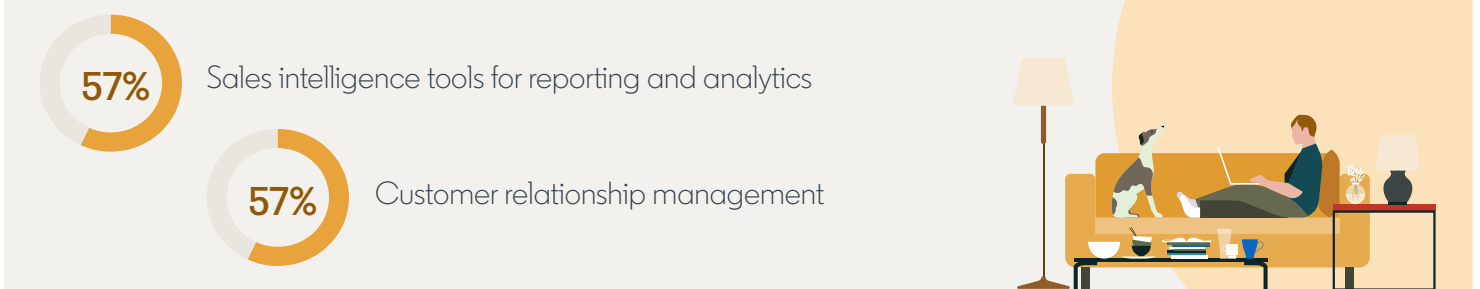 57%
Sales intelligence tools for reporting and analytics
57%
Customer relationship management